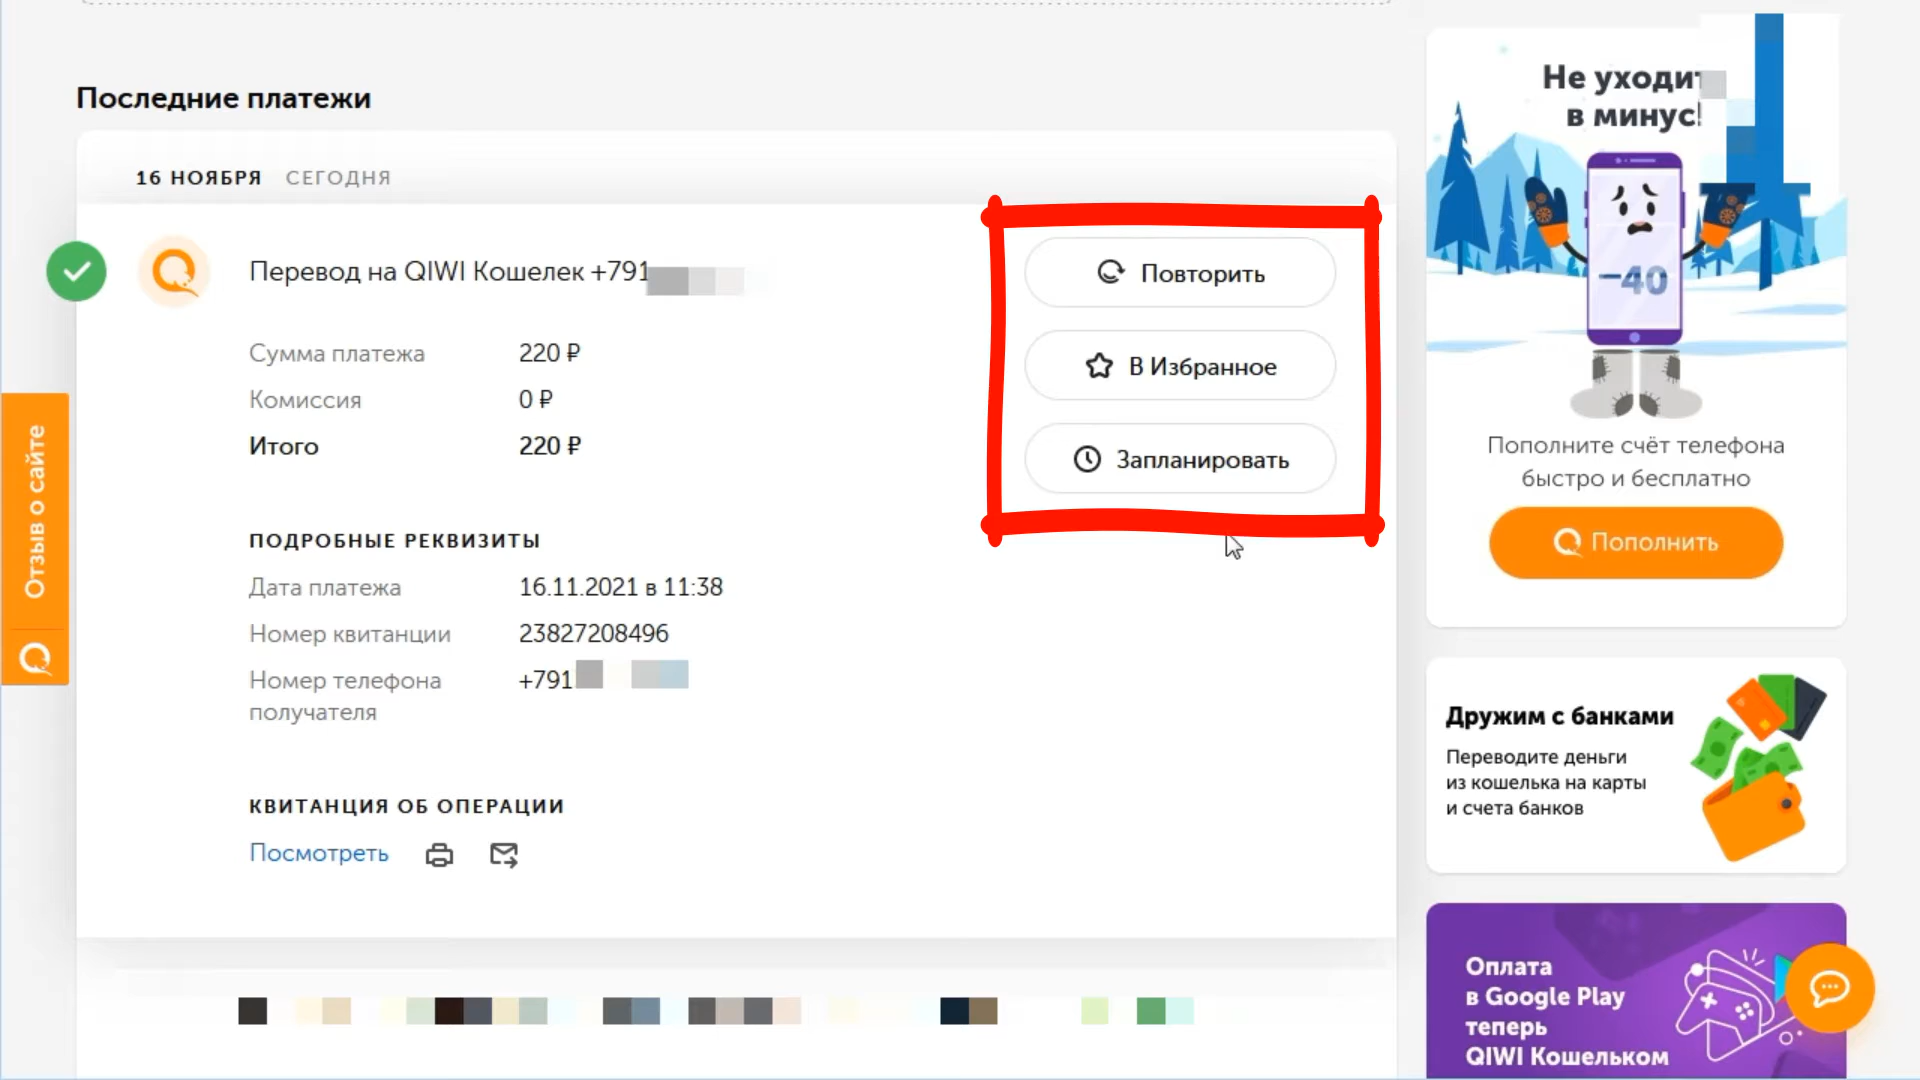 Последние платежи
16 НОЯБРЯ СЕГОДНЯ
Перевод на QIWI Кошелек +791
Сумма платежа 220 ₽
Комиссия 0 ₽
Итого 220 ₽
ПОДРОБНЫЕ РЕКВИЗИТЫ
Дата платежа 16.11.2021 в 11:38
Номер квитанции 23827208496
Номер телефона +791
получателя
КВИТАНЦИЯ ОБ ОПЕРАЦИИ
Посмотреть
Повторить
В Избранное
Запланировать
Отзыв о сайте
Не уходит
в минус!
−40
Пополните счёт телефона
быстро и бесплатно
Пополнить
Дружим с банками
Переводите деньги
из кошелька на карты
и счета банков
Оплата
в Google Play
теперь
QIWI Кошельком